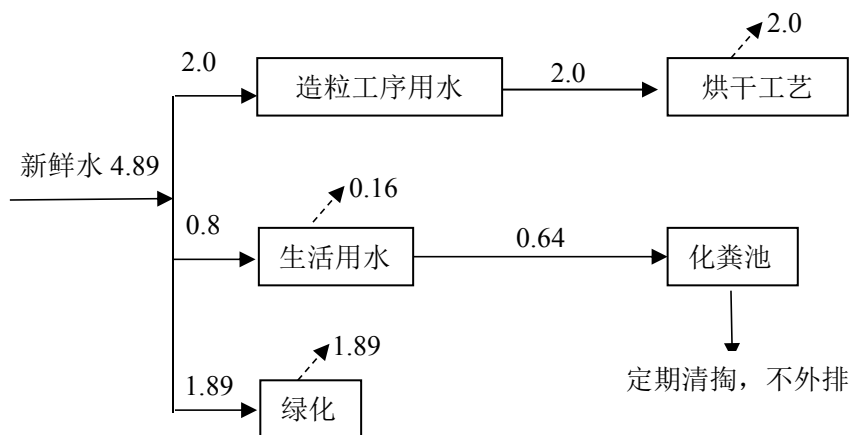 2.0
2.0
造粒工序用水
2.0
烘干工艺
新鲜水 4.89
0.16
0.8
生活用水
0.64
化粪池
1.89
定期清掏，不外排
1.89
绿化